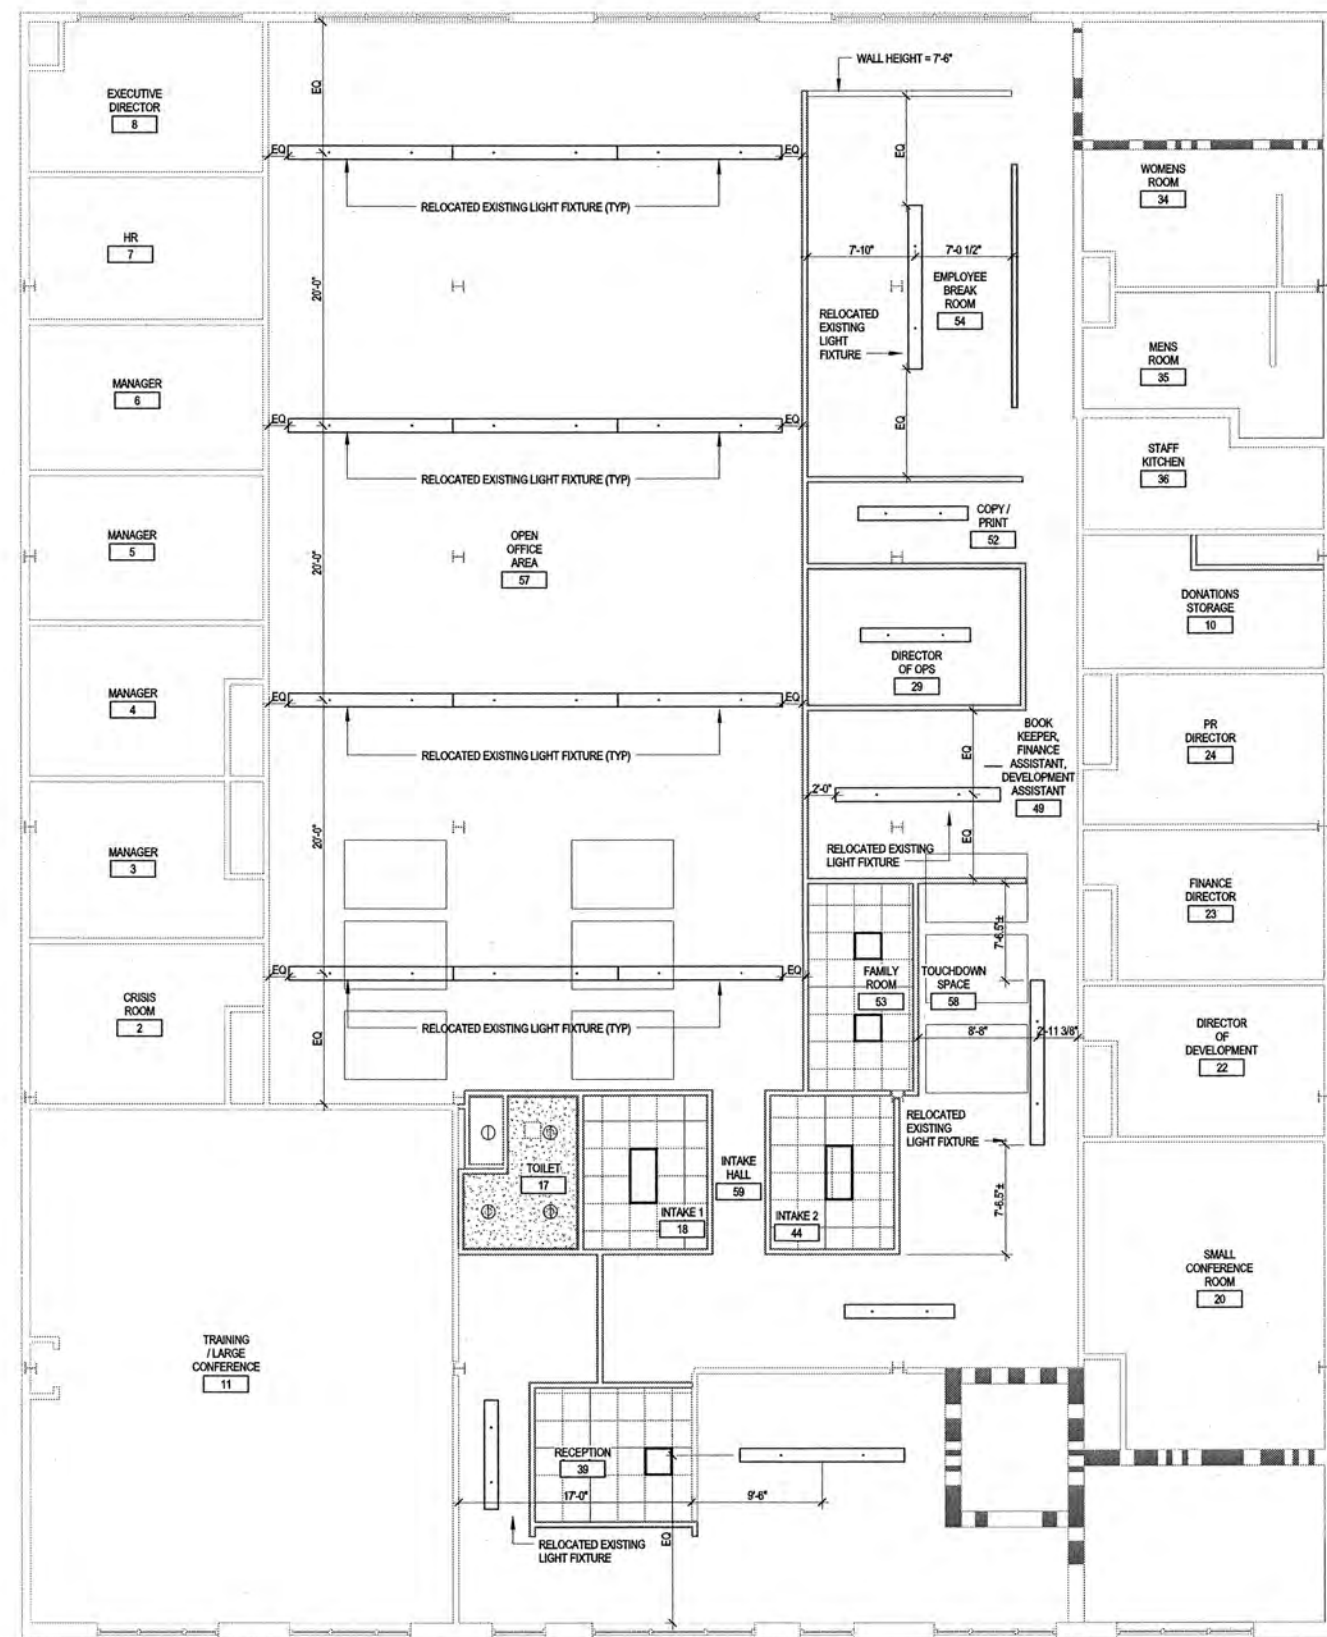 WALL HEIGHT = 7'-6"
EXECUTIVE
DIRECTOR
8
EQ
EQ
EQ
EQ
WOMENS
ROOM
34
RELOCATED EXISTING LIGHT FIXTURE (TYP)
HR
7
7'-10"
7'-0 1/2"
20'-0"
EMPLOYEE
BREAK
ROOM
54
RELOCATED
EXISTING
LIGHT
FIXTURE
MENS
ROOM
35
MANAGER
6
EQ
EQ
EQ
RELOCATED EXISTING LIGHT FIXTURE (TYP)
STAFF
KITCHEN
36
COPY /
PRINT
52
MANAGER
5
OPEN
OFFICE
AREA
57
20'-0"
DONATIONS
STORAGE
10
DIRECTOR
OF OPS
29
MANAGER
4
EQ
EQ
RELOCATED EXISTING LIGHT FIXTURE (TYP)
EQ
BOOK
KEEPER,
FINANCE
ASSISTANT,
DEVELOPMENT
ASSISTANT
49
PR
DIRECTOR
24
2'-0"
20'-0"
EQ
RELOCATED EXISTING
LIGHT FIXTURE
MANAGER
3
FINANCE
DIRECTOR
23
7'-6.5"±
EQ
EQ
FAMILY
ROOM
53
TOUCHDOWN
SPACE
58
CRISIS
ROOM
2
RELOCATED EXISTING LIGHT FIXTURE (TYP)
EQ
8'-8"
2'-11 3/8"
DIRECTOR
OF
DEVELOPMENT
22
RELOCATED
EXISTING
LIGHT FIXTURE
TOILET
17
INTAKE
HALL
59
INTAKE 1
18
INTAKE 2
44
7'-6.5"±
SMALL
CONFERENCE
ROOM
20
TRAINING
/ LARGE
CONFERENCE
11
RECEPTION
39
17'-0"
9'-6"
EQ
RELOCATED EXISTING
LIGHT FIXTURE